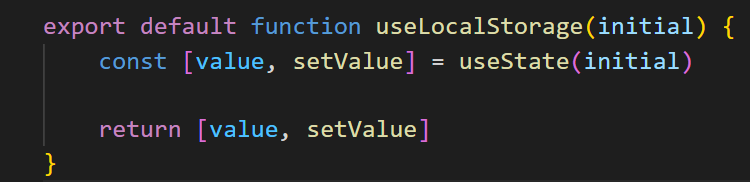 export default function useLocalStorage(initial) {
    const [value, setValue] = useState(initial)

    return [value, setValue]
}